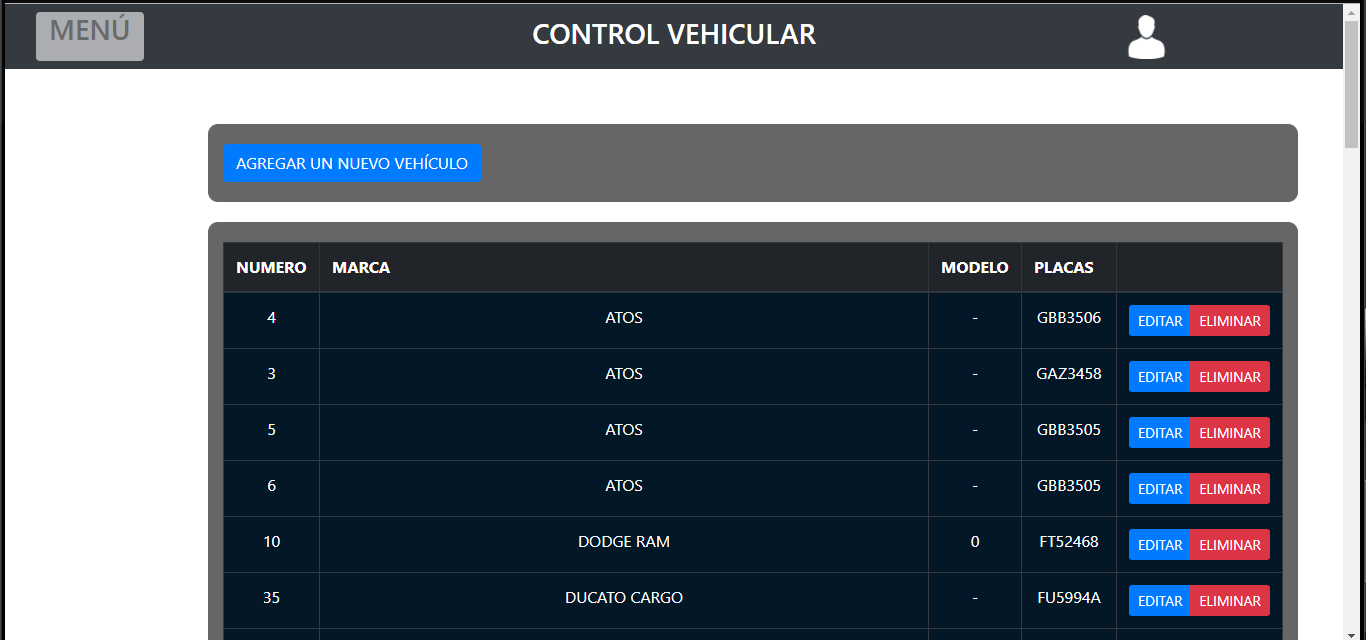 MENÚ CONTROL VEHICULAR
AGREGAR UN NUEVO VEHÍCULO
NUMERO MARCA MODELO PLACAS
4 ATOS - GBB3506 EDITAR ELIMINAR
3 ATOS - GAZ3458 EDITAR ELIMINAR
5 ATOS - GBB3505 EDITAR ELIMINAR
6 ATOS - GBB3505 EDITAR ELIMINAR
10 DODGE RAM 0 FT52468 EDITAR ELIMINAR
35 DUCATO CARGO - FU5994A EDITAR ELIMINAR